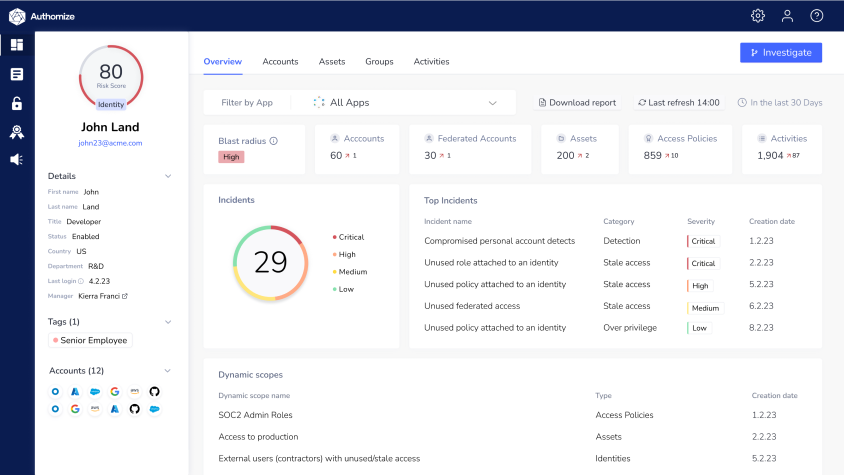 Authomize
80
Risk Score
Identity
John Land
john23@acme.com
Details
First name John
Last name Land
Title Developer
Status Enabled
Country US
Department R&D
Last login 4.2.23
Manager Kierra Franci
Tags (1)
Senior Employee
Accounts (12)
aws
aws
Overview Accounts Assets Groups Activities
Investigate
Filter by App All Apps
Download report
Last refresh 14:00
In the last 30 Days
Blast radius
High
Acccounts
60 1
Federated Accounts
30 1
Assets
200 2
Access Policies
859 10
Activities
1,904 87
Incidents
29
Critical
High
Medium
Low
Top Incidents
Incident name Category Severity Creation date
Compromised personal account detects Detection Critical 1.2.23
Unused role attached to an identity Stale access Critical 2.2.23
Unused policy attached to an identity Stale access High 5.2.23
Unused federated access Stale access Medium 6.2.23
Unused policy attached to an identity Over privilege Low 8.2.23
Dynamic scopes
Dynamic scope name Type Creation date
SOC2 Admin Roles Access Policies 1.2.23
Access to production Assets 2.2.23
External users (contractors) with unused/stale access Identities 5.2.23